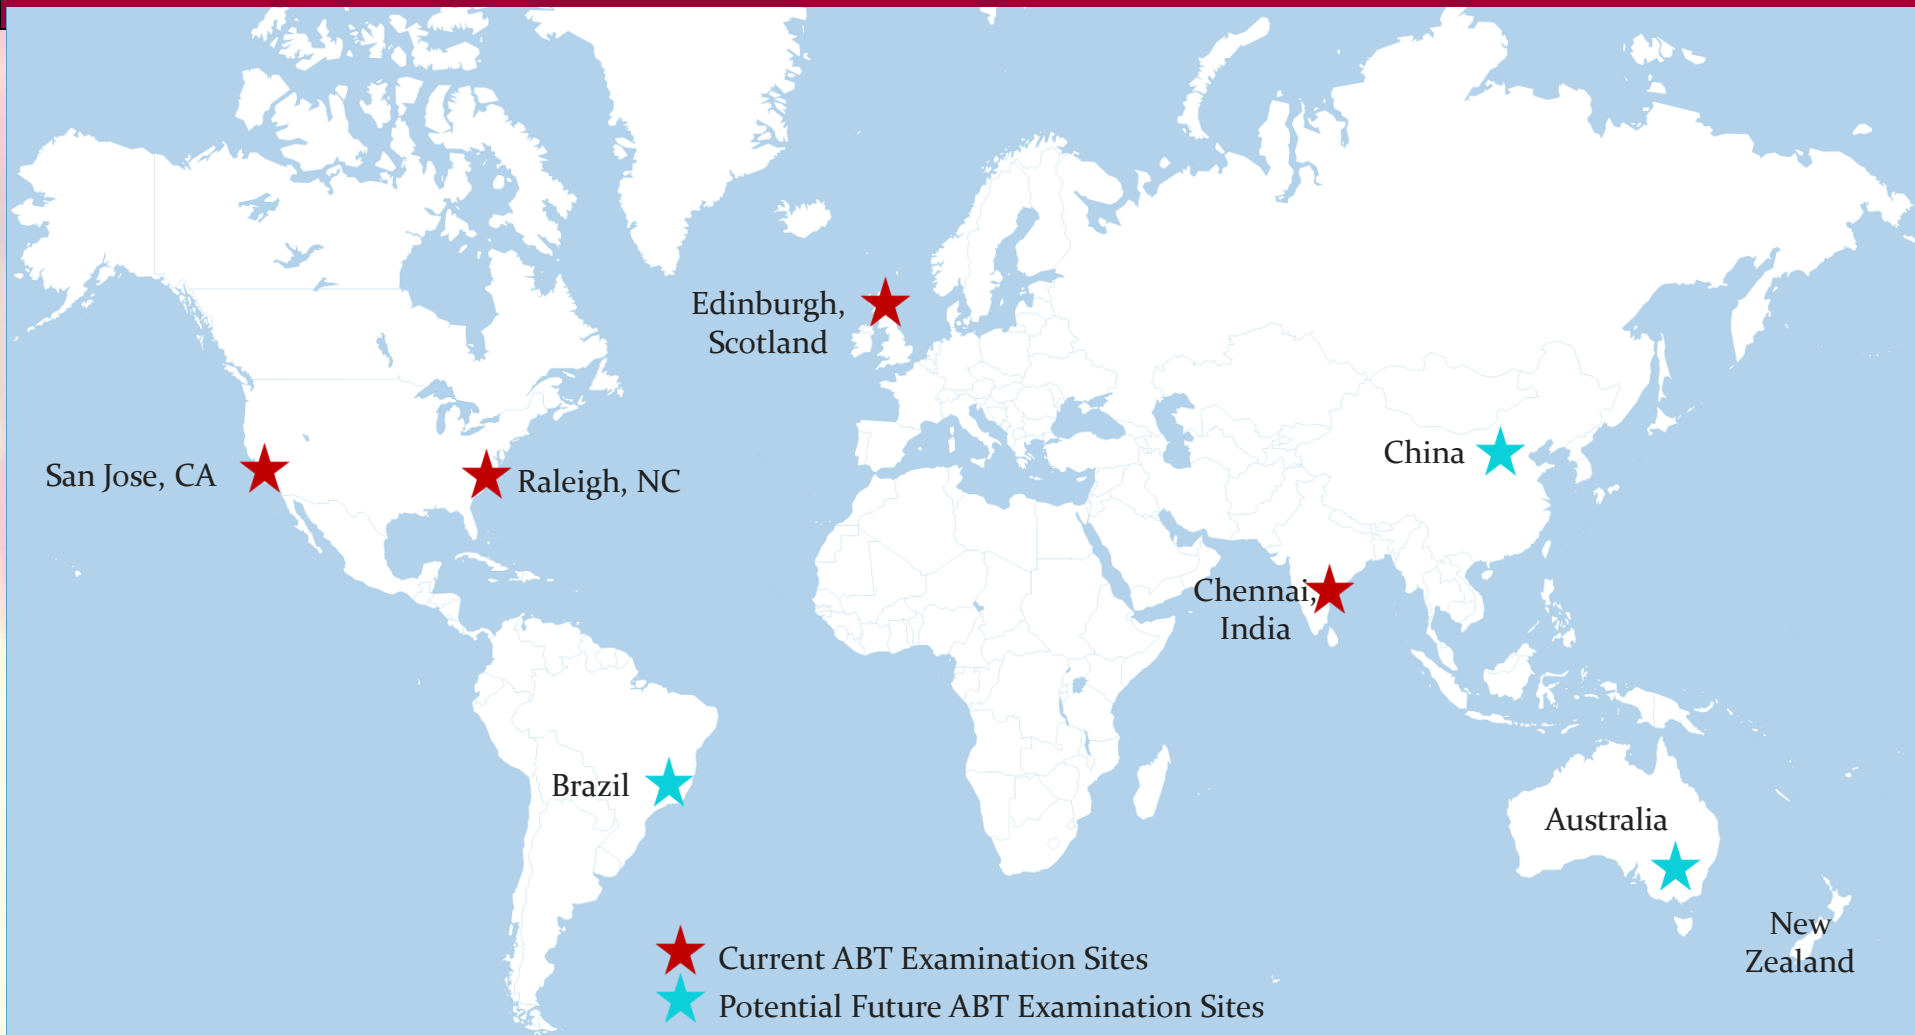 Edinburgh,
Scotland
China
San Jose, CA
Raleigh, NC
Chennai,
India
Brazil
Australia
New
Zealand
Current ABT Examination Sites
Potential Future ABT Examination Sites